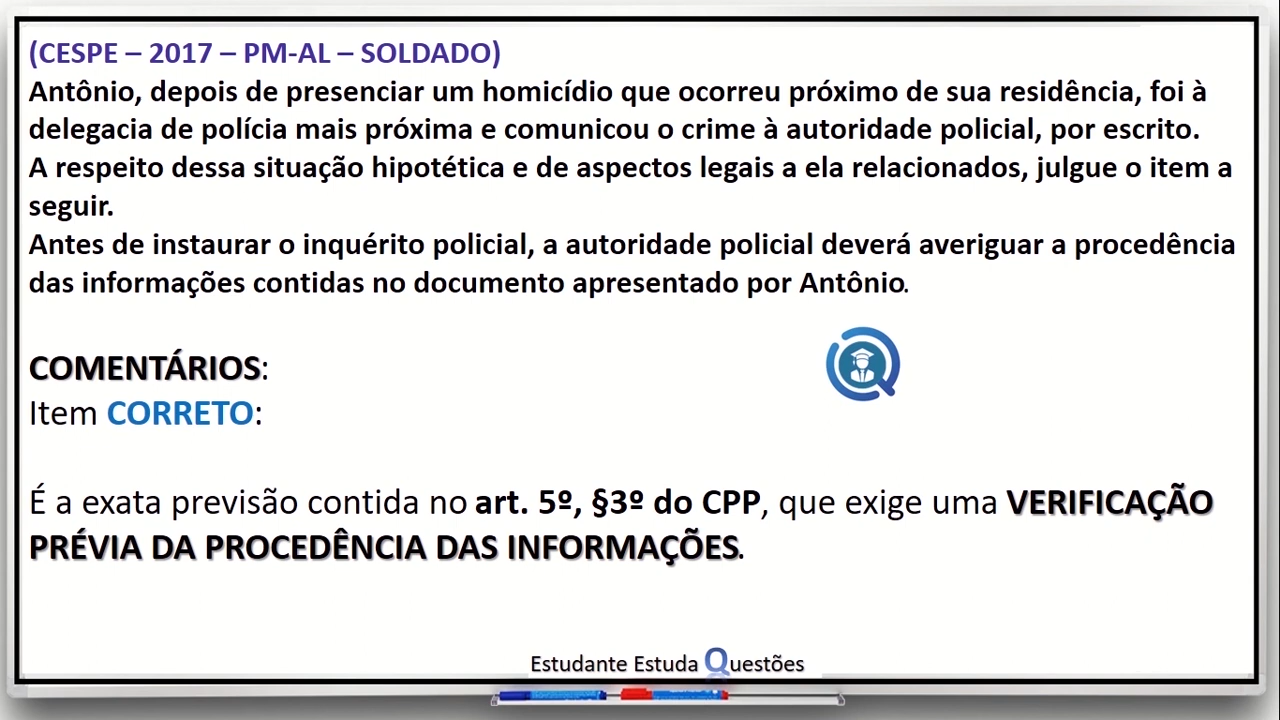 (CESPE – 2017 – PM-AL – SOLDADO)
Antônio, depois de presenciar um homicídio que ocorreu próximo de sua residência, foi à
delegacia de polícia mais próxima e comunicou o crime à autoridade policial, por escrito.
A respeito dessa situação hipotética e de aspectos legais a ela relacionados, julgue o item a
seguir.
Antes de instaurar o inquérito policial, a autoridade policial deverá averiguar a procedência
das informações contidas no documento apresentado por Antônio.
COMENTÁRIOS:
Item CORRETO:
É a exata previsão contida no art. 5º, §3º do CPP, que exige uma VERIFICAÇÃO
PRÉVIA DA PROCEDÊNCIA DAS INFORMAÇÕES.
Estudante Estuda Questões